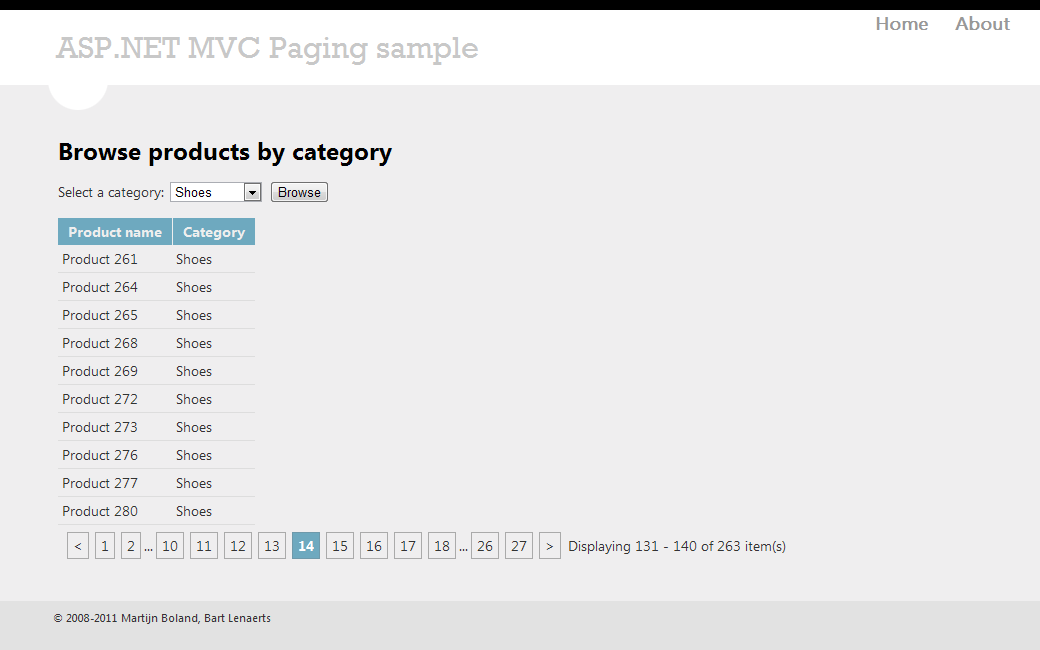 Home About
ASP.NET MVC Paging sample
Browse products by category
Select a category: Shoes Browse
Product name Category
Product 261 Shoes
Product 264 Shoes
Product 265 Shoes
Product 268 Shoes
Product 269 Shoes
Product 272 Shoes
Product 273 Shoes
Product 276 Shoes
Product 277 Shoes
Product 280 Shoes
< 1 2 ... 10 11 12 13 14 15 16 17 18 ... 26 27 > Displaying 131 - 140 of 263 item(s)
© 2008-2011 Martijn Boland, Bart Lenaerts